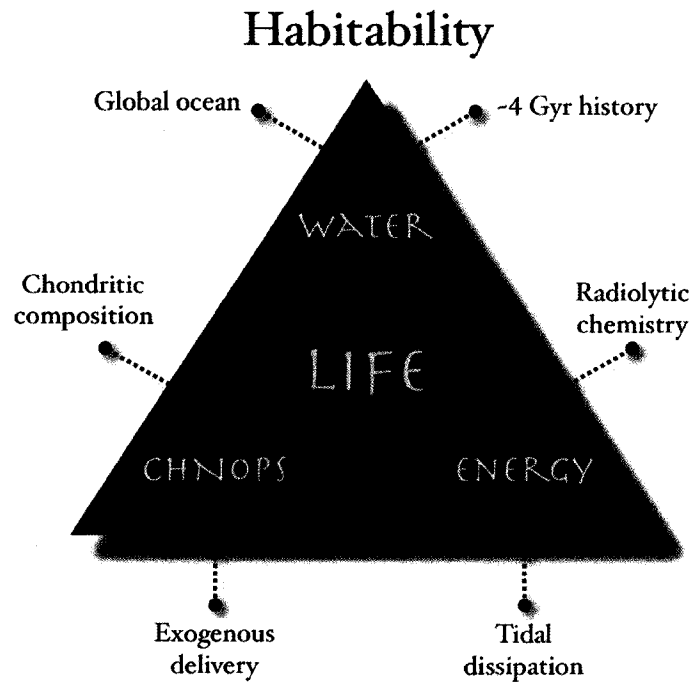 Habitability
Global ocean
~4 Gyr history
WATER
Chondritic
composition
Radiolytic
chemistry
LIFE
CHNOPS
ENERGY
Exogenous
delivery
Tidal
dissipation